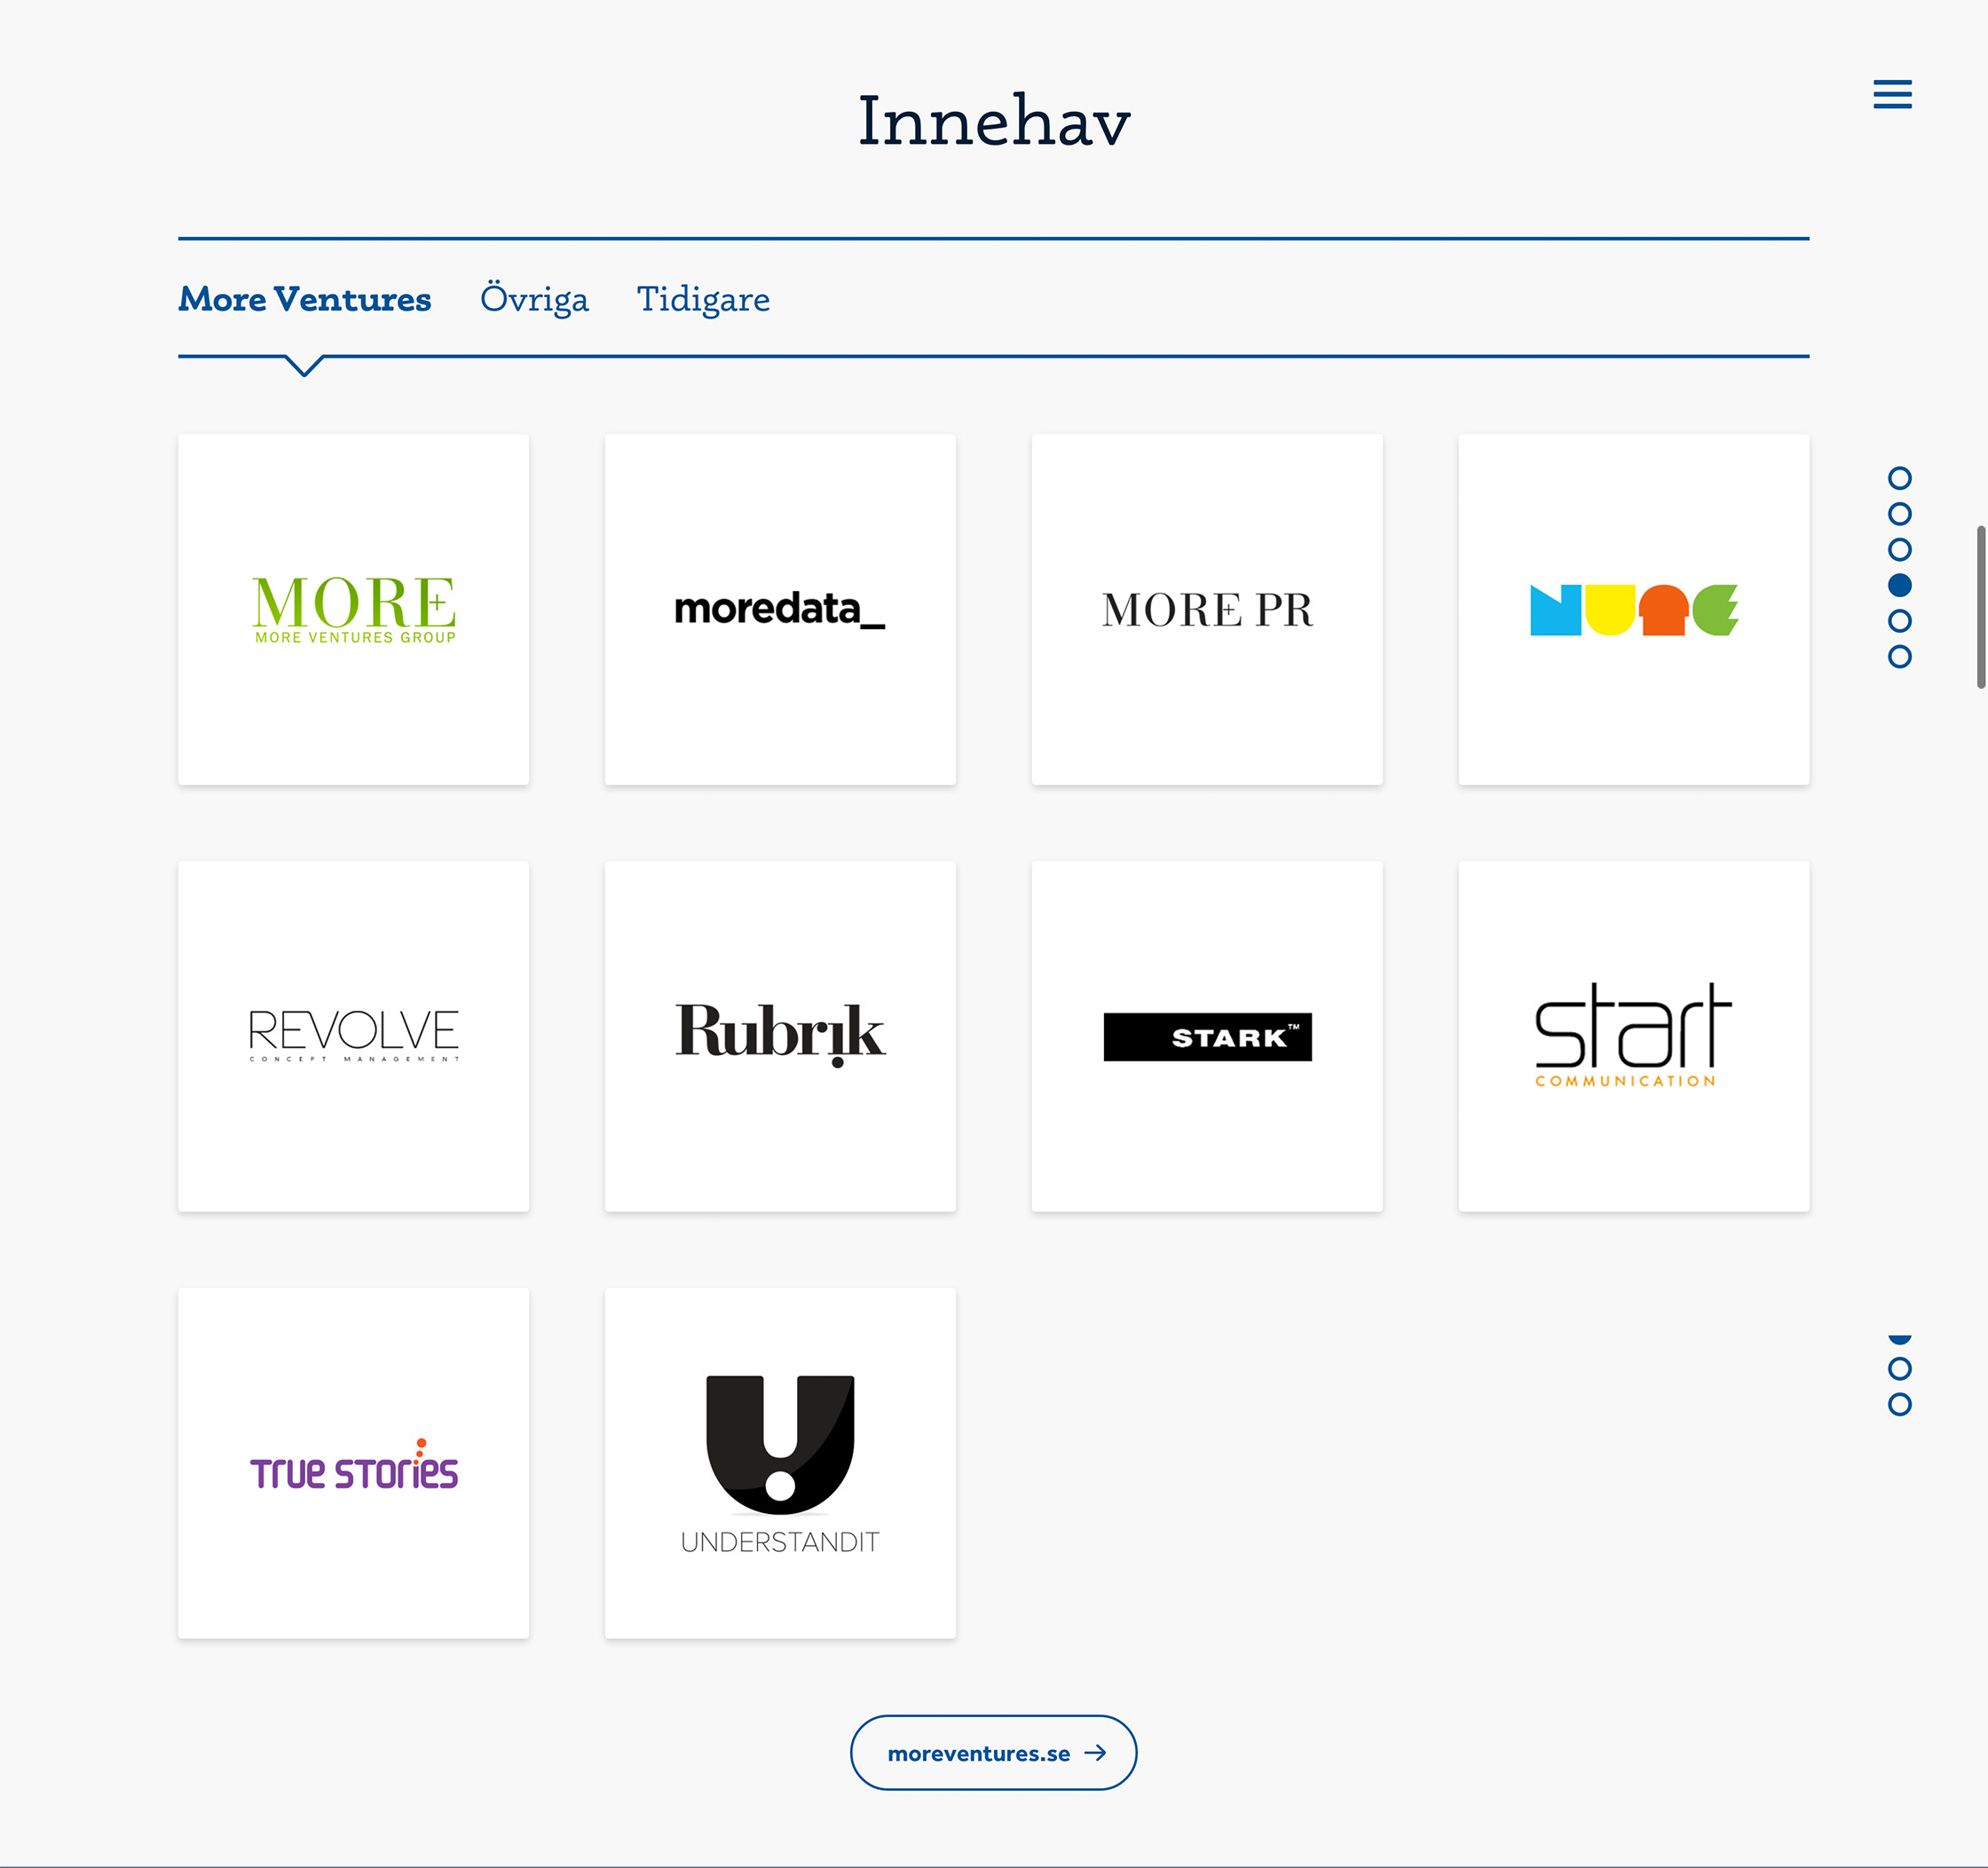 Innehav
More Ventures Övriga Tidigare
MORE
MORE VENTURES GROUP
moredata_
MORE PR
NUNC
REVOLVE
CONCEPT MANAGEMENT
Rubrik
STARK™
start
COMMUNICATION
TRUE STORIES
UNDERSTANDIT
moreventures.se →